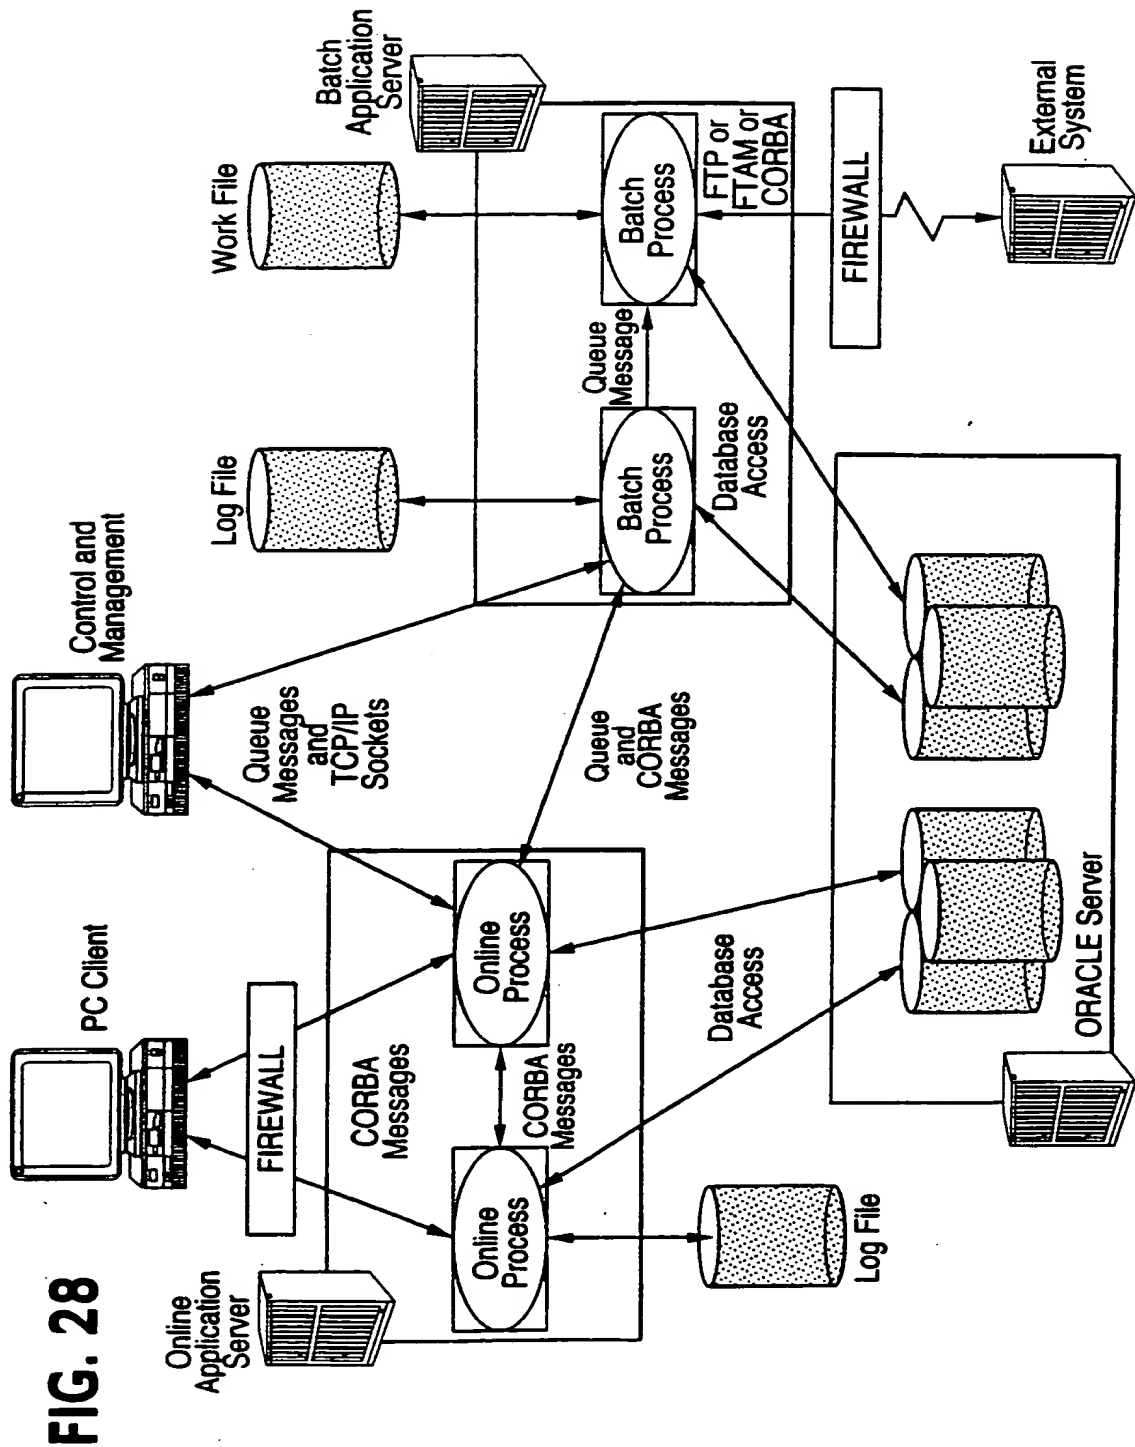 FIG. 28
PC Client
Control and
Management
Online
Application
Server
FIREWALL
CORBA
Messages
Online
Process
CORBA
Messages
Online
Process
Log File
Queue
Messages
and
TCP/IP
Sockets
Queue
and
CORBA
Messages
Log File
Work File
Batch
Application
Server
Batch
Process
Queue
Message
Batch
Process
FTP or
FTAM or
CORBA
Database
Access
Database
Access
FIREWALL
ORACLE Server
External
System